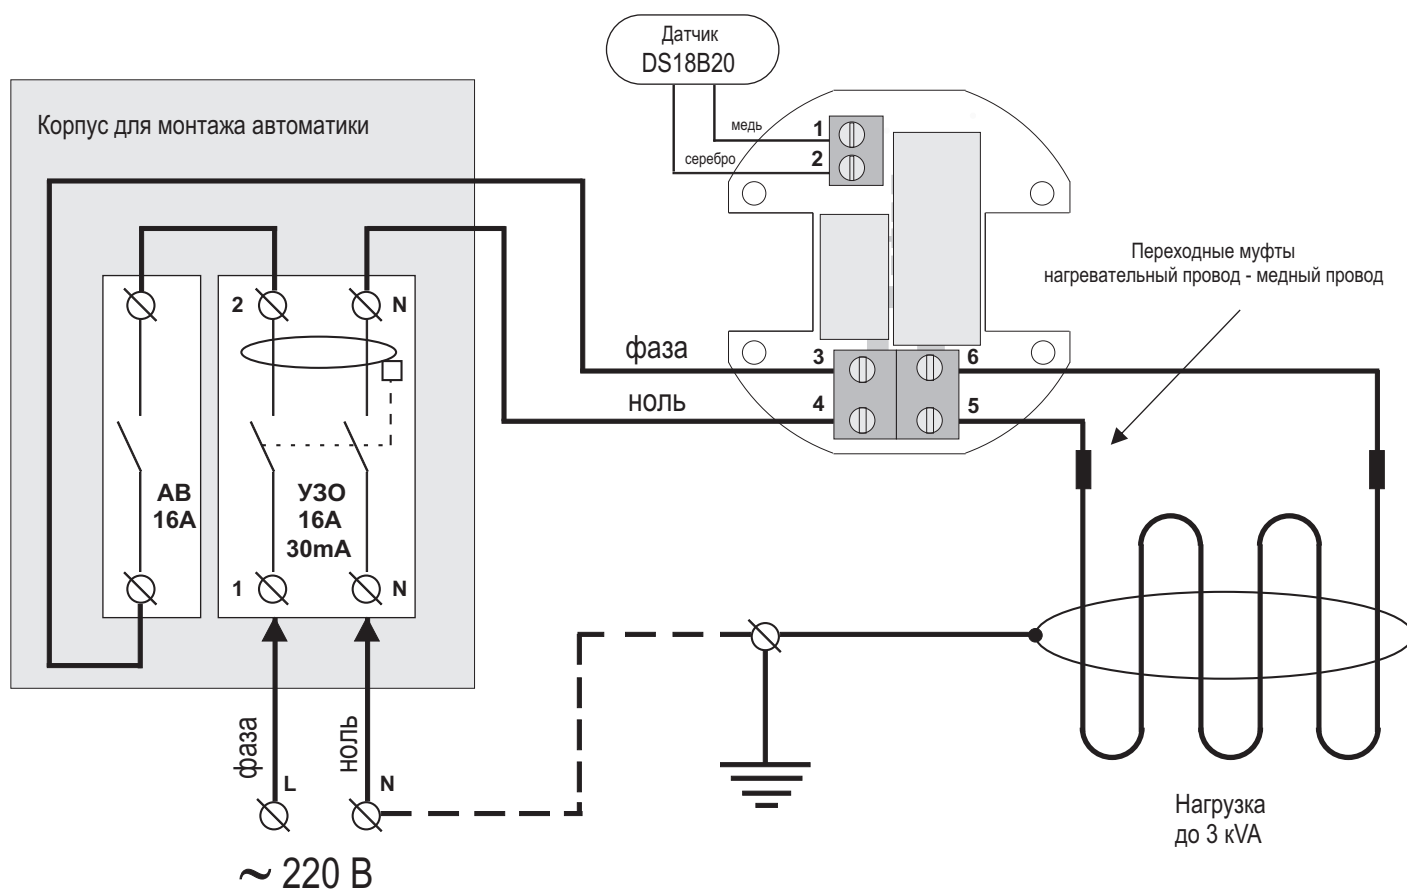 Датчик
DS18B20
Корпус для монтажа автоматики
медь
1
серебро
2
Переходные муфты
нагревательный провод - медный провод
2
N
фаза
3
6
ноль
4
5
АВ
16А
УЗО
16А
30mA
1
N
фаза
ноль
L
N
~ 220 В
Нагрузка
до 3 kVA